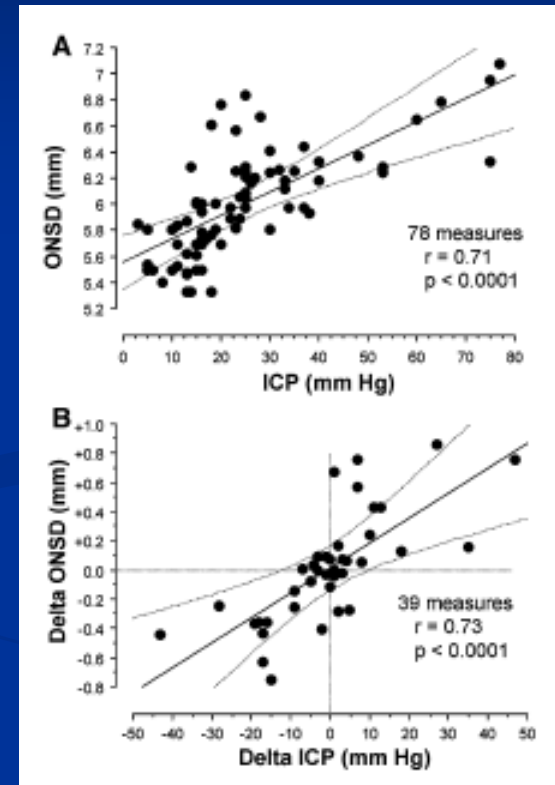 A
7.2
7
6.8
6.6
6.4
6.2
6
5.8
5.6
5.4
5.2
ONSD (mm)
78 measures
r = 0.71
p < 0.0001
0 10 20 30 40 50 60 70 80
ICP (mm Hg)
B
+1.0
+0.8
+0.6
+0.4
+0.2
0.0
-0.2
-0.4
-0.6
-0.8
Delta ONSD (mm)
39 measures
r = 0.73
p < 0.0001
-50 -40 -30 -20 -10 0 10 20 30 40 50
Delta ICP (mm Hg)